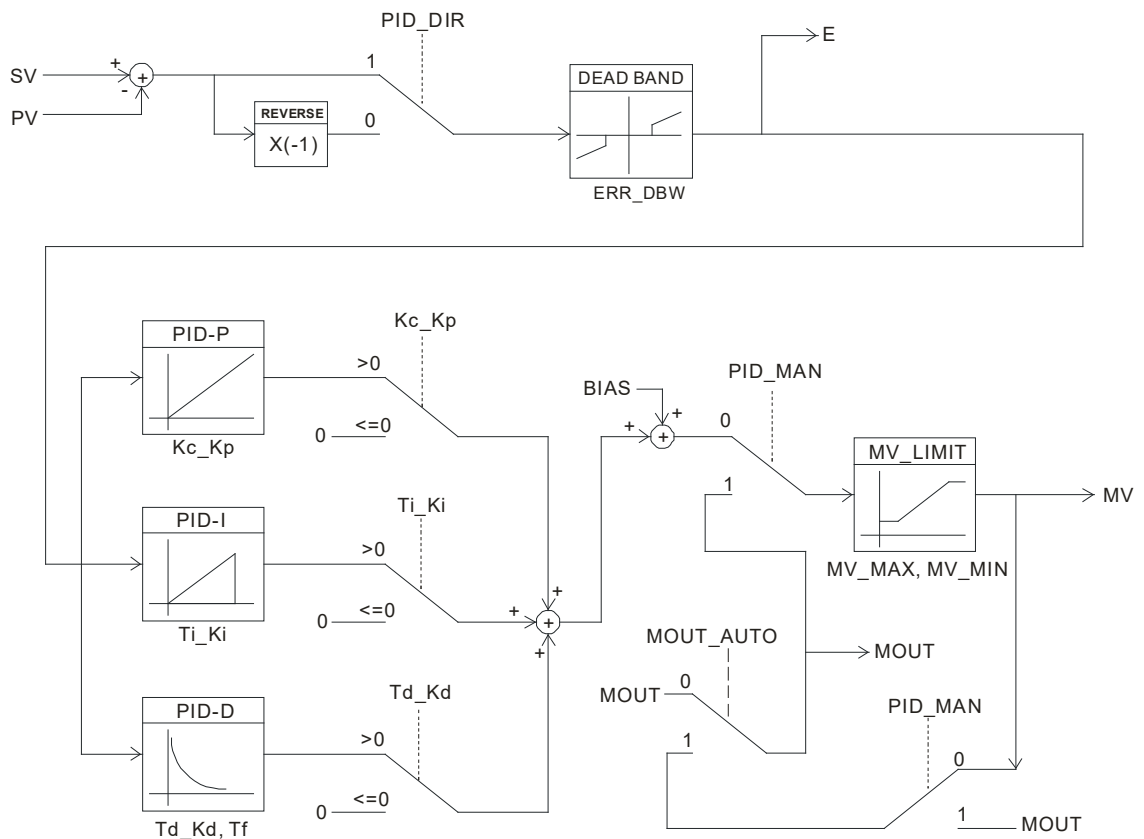 PID_DIR
E
SV
+
+
-
PV
1
0
REVERSE
X(-1)
DEAD BAND
ERR_DBW
PID-P
Kc_Kp
>0
0
<=0
Kc_Kp
BIAS
+
+
+
PID_MAN
0
1
MV_LIMIT
MV
MV_MAX, MV_MIN
PID-I
Ti_Ki
>0
0
<=0
Ti_Ki
+
+
+
+
MOUT_AUTO
MOUT
MOUT
0
1
PID-D
Td_Kd
>0
0
<=0
Td_Kd, Tf
PID_MAN
0
1
MOUT